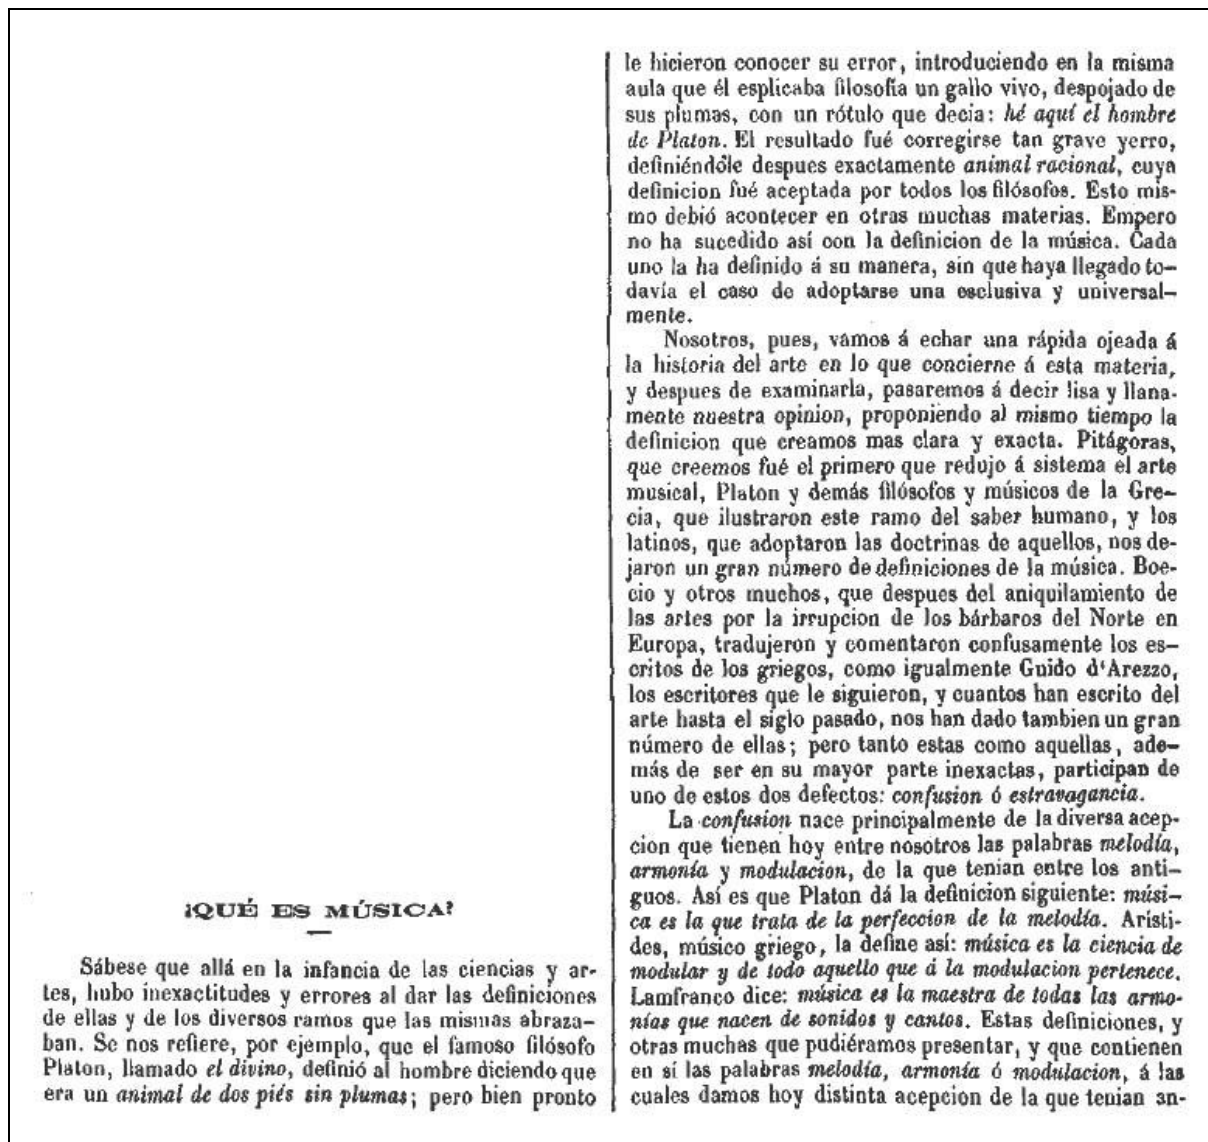 ¿QUÉ ES MÚSICA?
Sábese que allá en la infancia de las ciencias y ar-
tes, hubo inexactitudes y errores al dar las definiciones
de ellas y de los diversos ramos que las mismas abraza-
ban. Se nos refiere, por ejemplo, que el famoso filósofo
Platon, llamado el divino, definió al hombre diciendo que
era un animal de dos piés sin plumas; pero bien pronto
le hicieron conocer su error, introduciendo en la misma
aula que él esplicaba filosofía un gallo vivo, despojado de
sus plumas, con un rótulo que decia: hé aquí el hombre
de Platon. El resultado fué corregirse tan grave yerro,
definiéndole despues exactamente animal racional, cuya
definicion fué aceptada por todos los filósofos. Esto mis-
mo debió acontecer en otras muchas materias. Empero
no ha sucedido así con la definicion de la música. Cada
uno la ha definido á su manera, sin que haya llegado to-
davía el caso de adoptarse una esclusiva y universal-
mente.
Nosotros, pues, vamos á echar una rápida ojeada á
la historia del arte en lo que concierne á esta materia,
y despues de examinarla, pasaremos á decir lisa y llana-
mente nuestra opinion, proponiendo al mismo tiempo la
definicion que creamos mas clara y exacta. Pitágoras,
que creemos fué el primero que redujo á sistema el arte
musical, Platon y demás filósofos y músicos de la Gre-
cia, que ilustraron este ramo del saber humano, y los
latinos, que adoptaron las doctrinas de aquellos, nos de-
jaron un gran número de definiciones de la música. Boe-
cio y otros muchos, que despues del aniquilamiento de
las artes por la irrupcion de los bárbaros del Norte en
Europa, tradujeron y comentaron confusamente los es-
critos de los griegos, como igualmente Guido d'Arezzo,
los escritores que le siguieron, y cuantos han escrito del
arte hasta el siglo pasado, nos han dado tambien un gran
número de ellas; pero tanto estas como aquellas, ade-
más de ser en su mayor parte inexactas, participan de
uno de estos dos defectos: confusion ó estravagancia.
La confusion nace principalmente de la diversa acep-
cion que tienen hoy entre nosotros las palabras melodía,
armonía y modulacion, de la que tenian entre los anti-
guos. Así es que Platon dá la definicion siguiente: músi-
ca es la que trata de la perfeccion de la melodía. Arísti-
des, músico griego, la define así: música es la ciencia de
modular y de todo aquello que á la modulacion pertenece.
Lamfranco dice: música es la maestra de todas las armo-
nías que nacen de sonidos y cantos. Estas definiciones, y
otras muchas que pudiéramos presentar, y que contienen
en sí las palabras melodía, armonía ó modulacion, á las
cuales damos hoy distinta acepcion de la que tenian an-